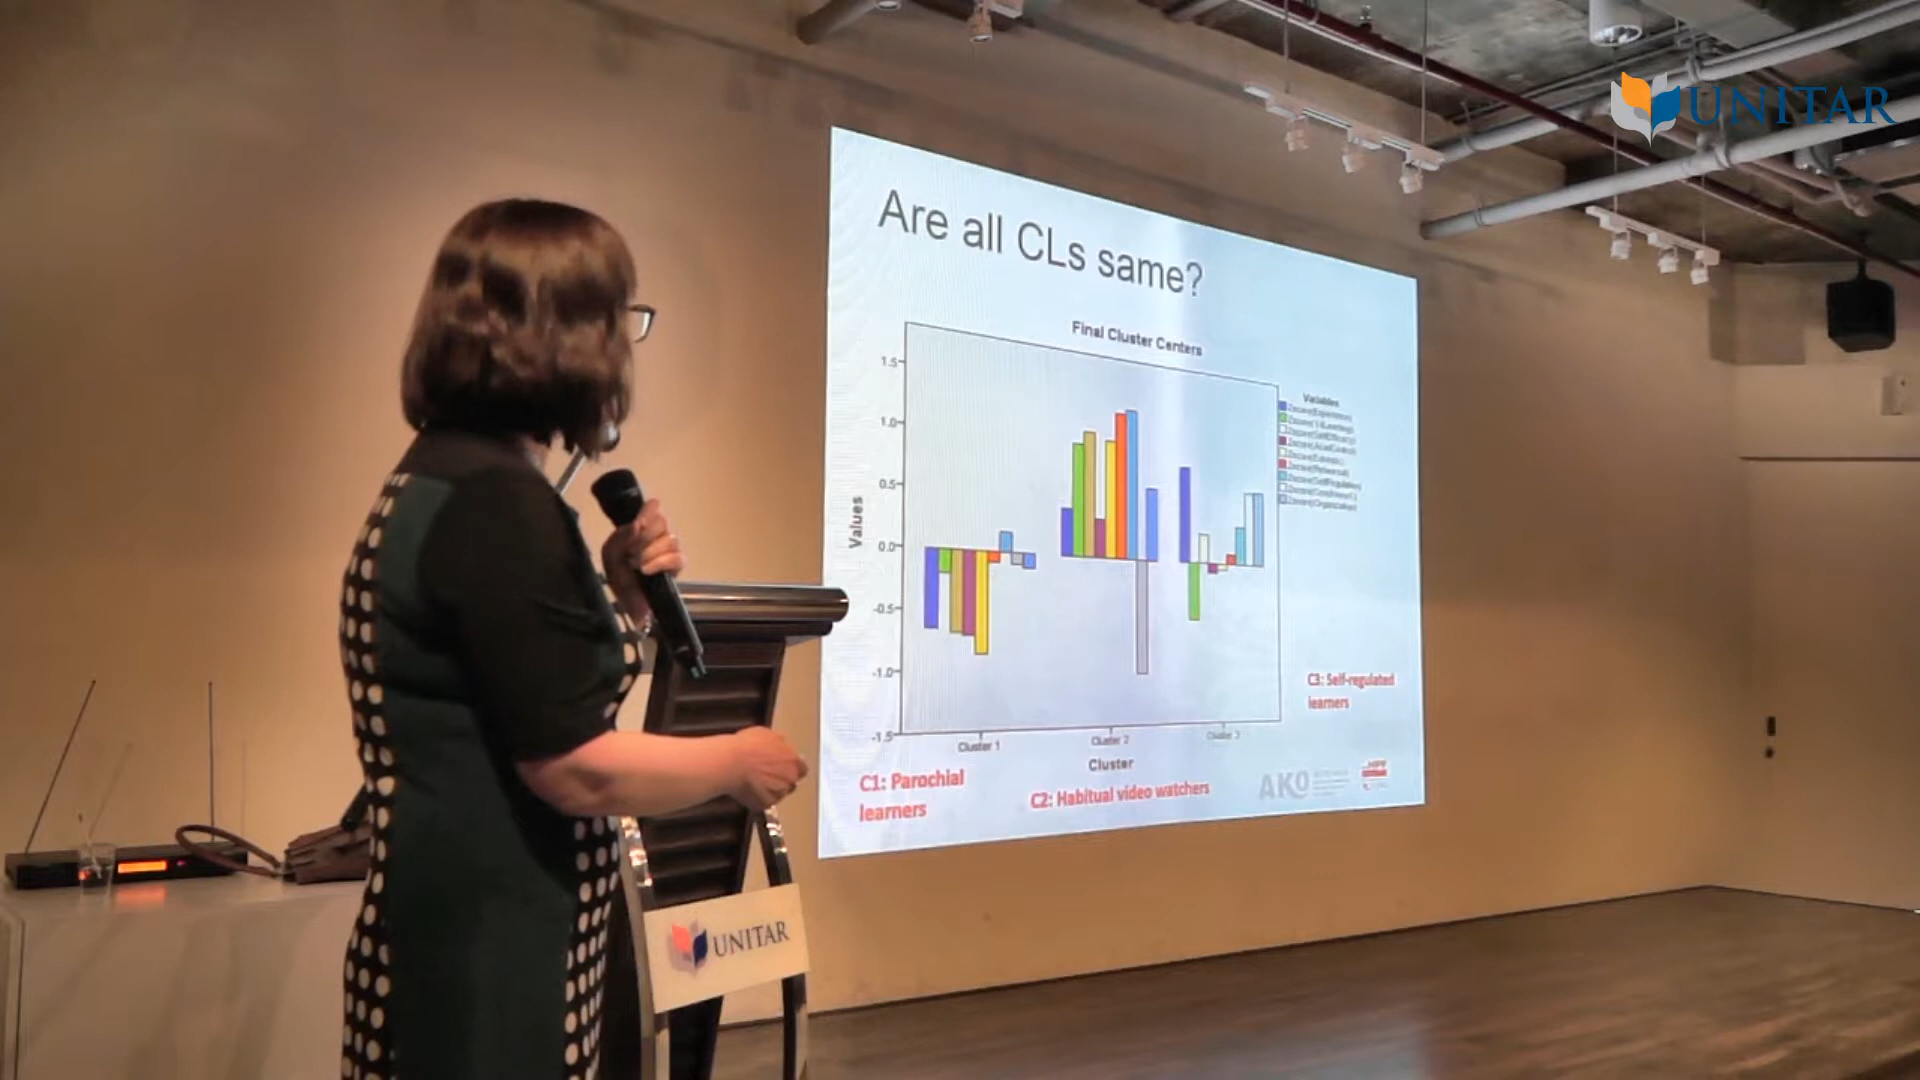 UNITAR
Are all CLs same?
Final Cluster Centers
1.5
1.0
0.5
0.0
-0.5
-1.0
-1.5
Values
Variables
Cluster 1
Cluster 2
Cluster 3
Cluster
C1: Parochial
learners
C2: Habitual video watchers
C3: Self-regulated
learners
AKO
UNITAR